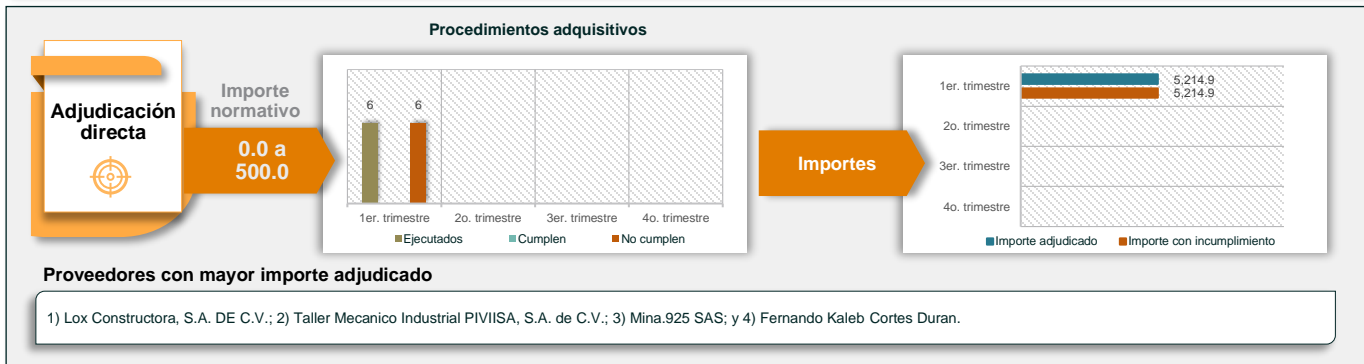 Adjudicación
directa
Importe
normativo
0.0 a
500.0
Procedimientos adquisitivos
6 6
1er. trimestre 2o. trimestre 3er. trimestre 4o. trimestre
Ejecutados Cumplen No cumplen
Importes
1er. trimestre
5,214.9
5,214.9
2o. trimestre
3er. trimestre
4o. trimestre
Importe adjudicado Importe con incumplimiento
Proveedores con mayor importe adjudicado
1) Lox Constructora, S.A. DE C.V.; 2) Taller Mecanico Industrial PIVIISA, S.A. de C.V.; 3) Mina.925 SAS; y 4) Fernando Kaleb Cortes Duran.